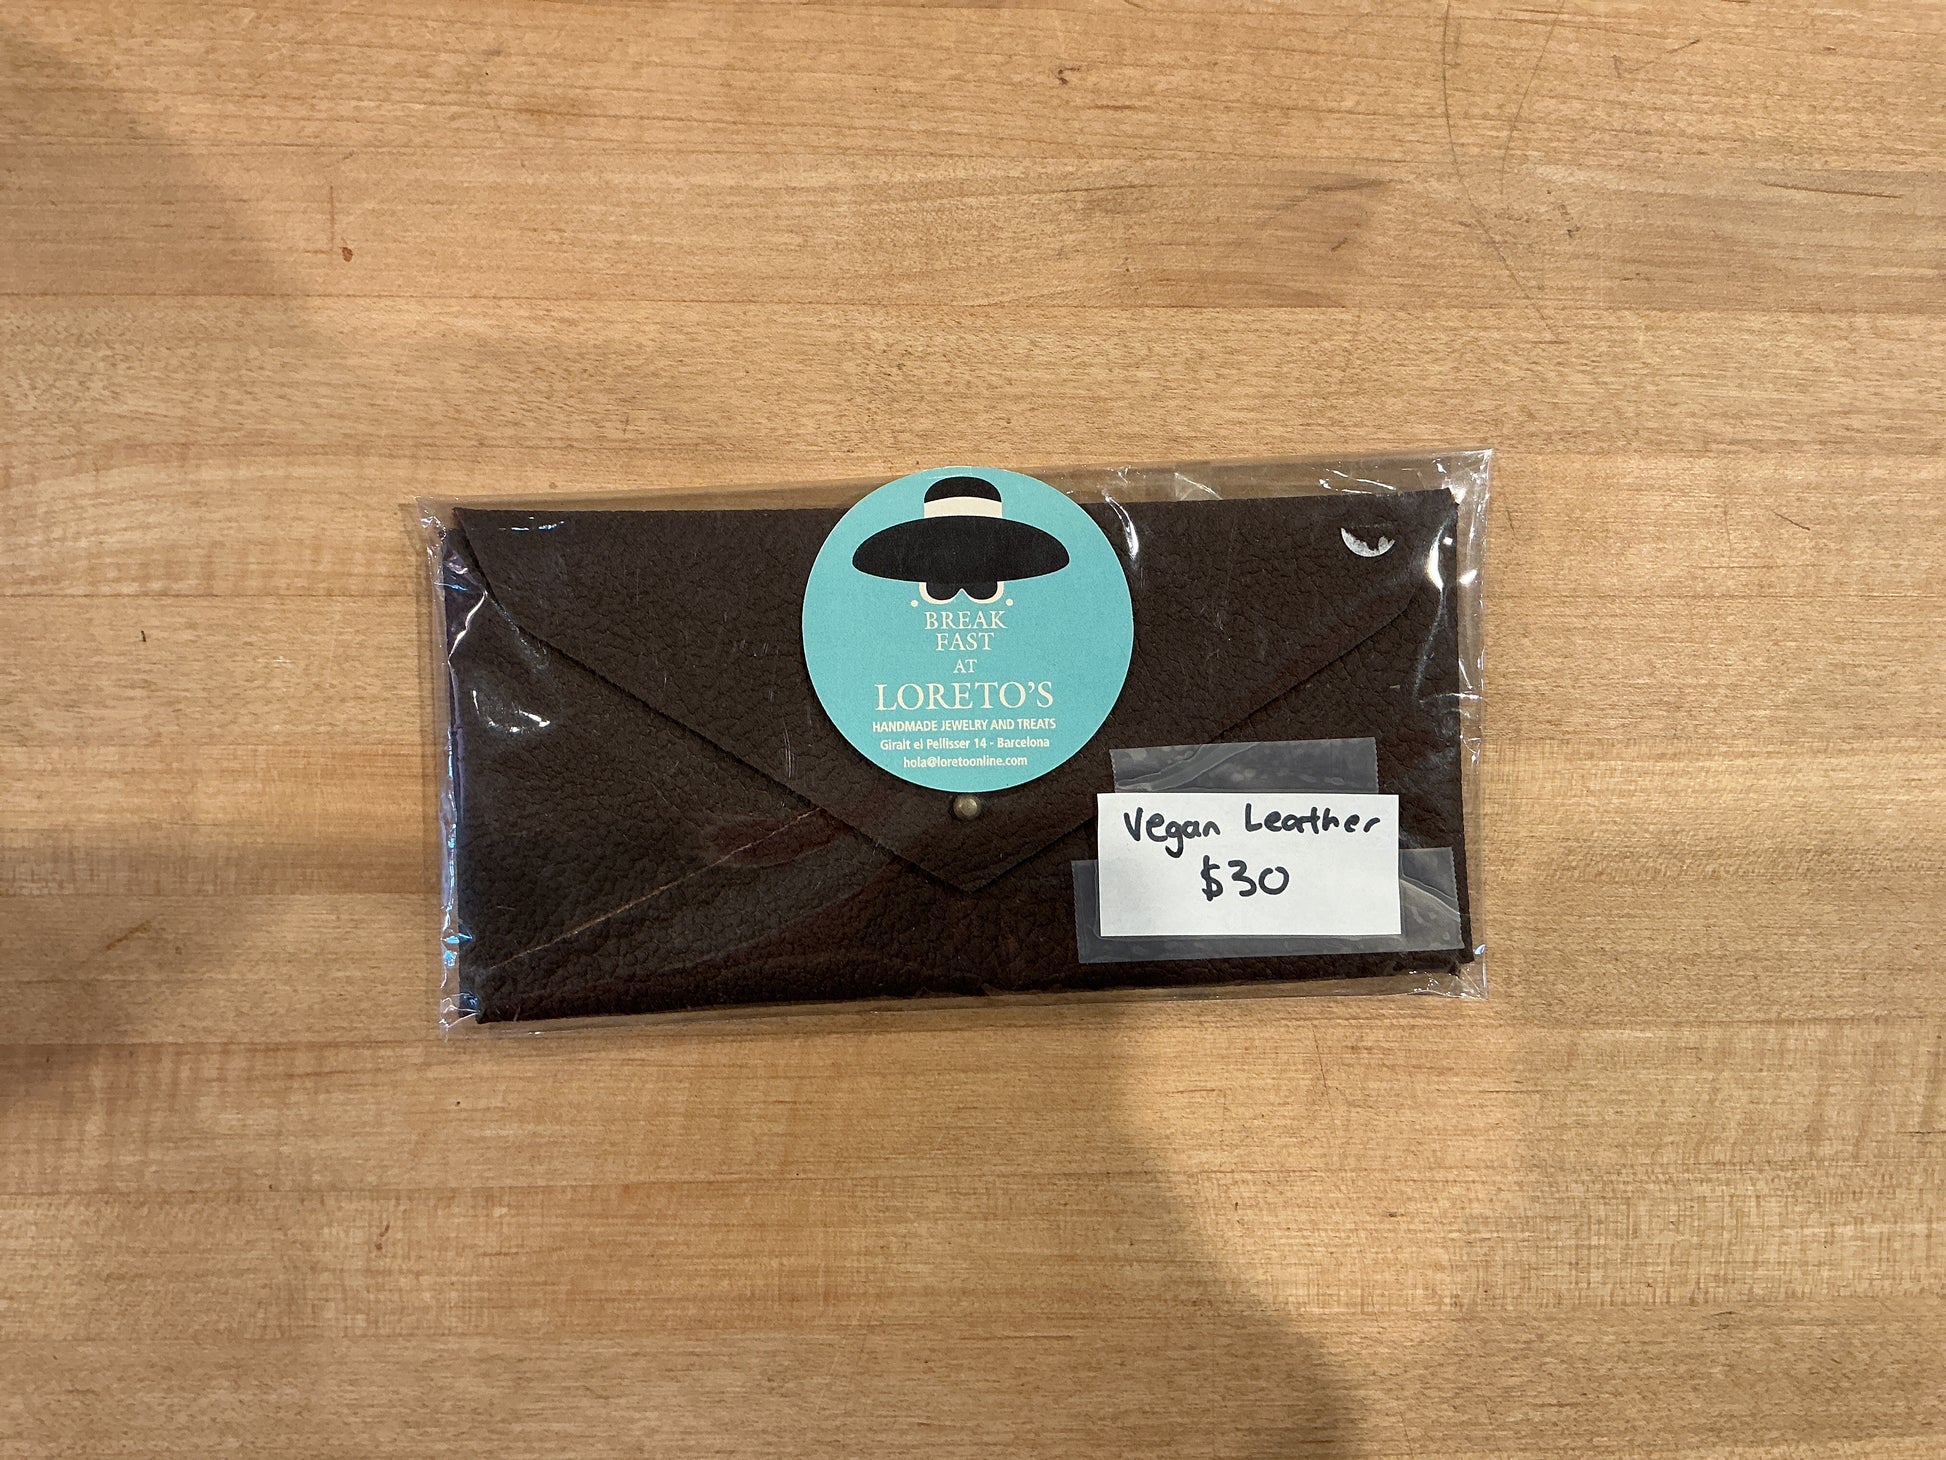 BREAK
FAST
AT
LORETO'S
HANDMADE JEWELRY AND TREATS
Giralt el Pellisser 14 - Barcelona
hola@loretoonline.com
Vegan Leather
$30